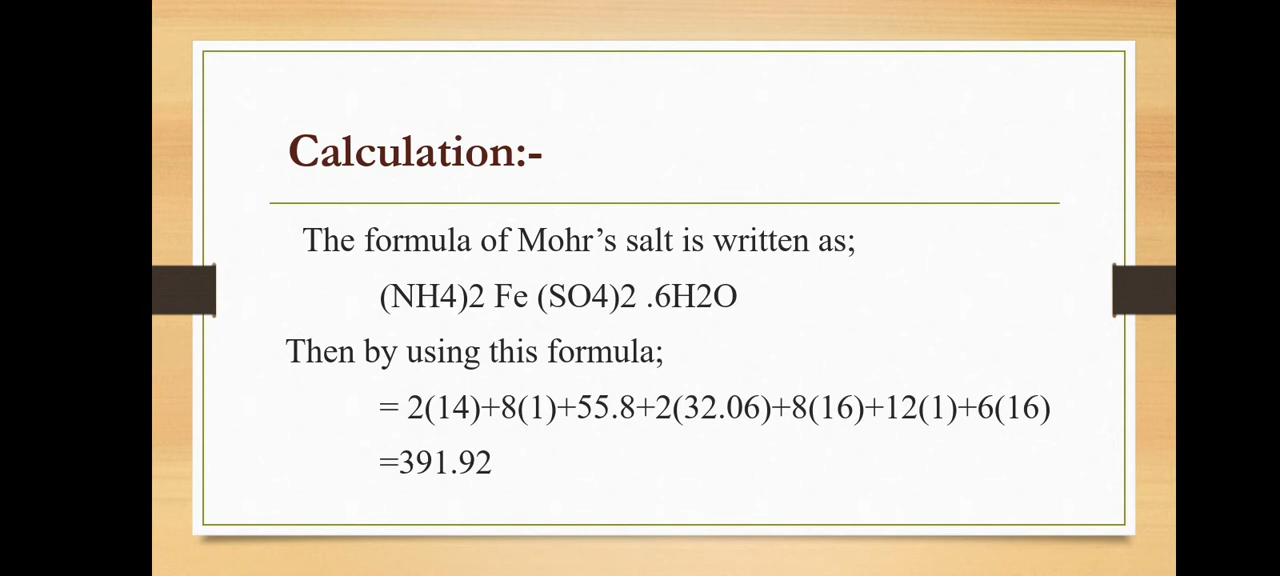 Calculation:-
The formula of Mohr’s salt is written as;
(NH4)2 Fe (SO4)2 .6H2O
Then by using this formula;
= 2(14)+8(1)+55.8+2(32.06)+8(16)+12(1)+6(16)
=391.92